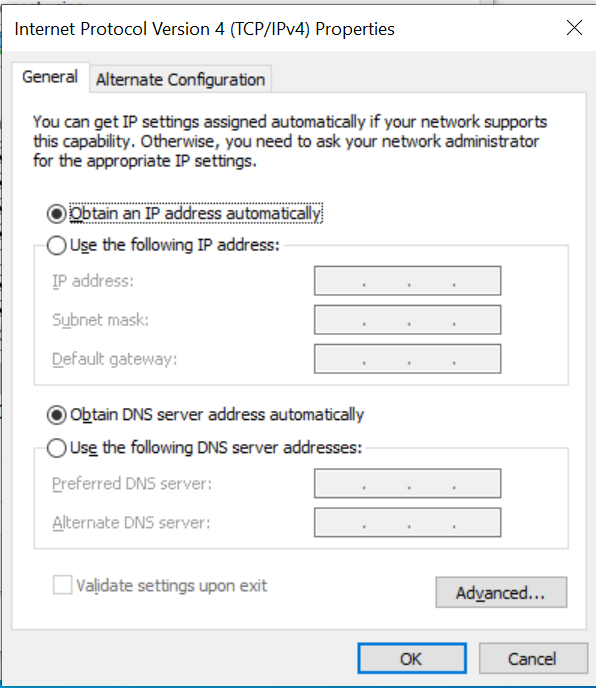 Internet Protocol Version 4 (TCP/IPv4) Properties
General
Alternate Configuration
You can get IP settings assigned automatically if your network supports
this capability. Otherwise, you need to ask your network administrator
for the appropriate IP settings.
Obtain an IP address automatically
Use the following IP address:
IP address:
Subnet mask:
Default gateway:
Obtain DNS server address automatically
Use the following DNS server addresses:
Preferred DNS server:
Alternate DNS server:
Validate settings upon exit
Advanced...
OK
Cancel